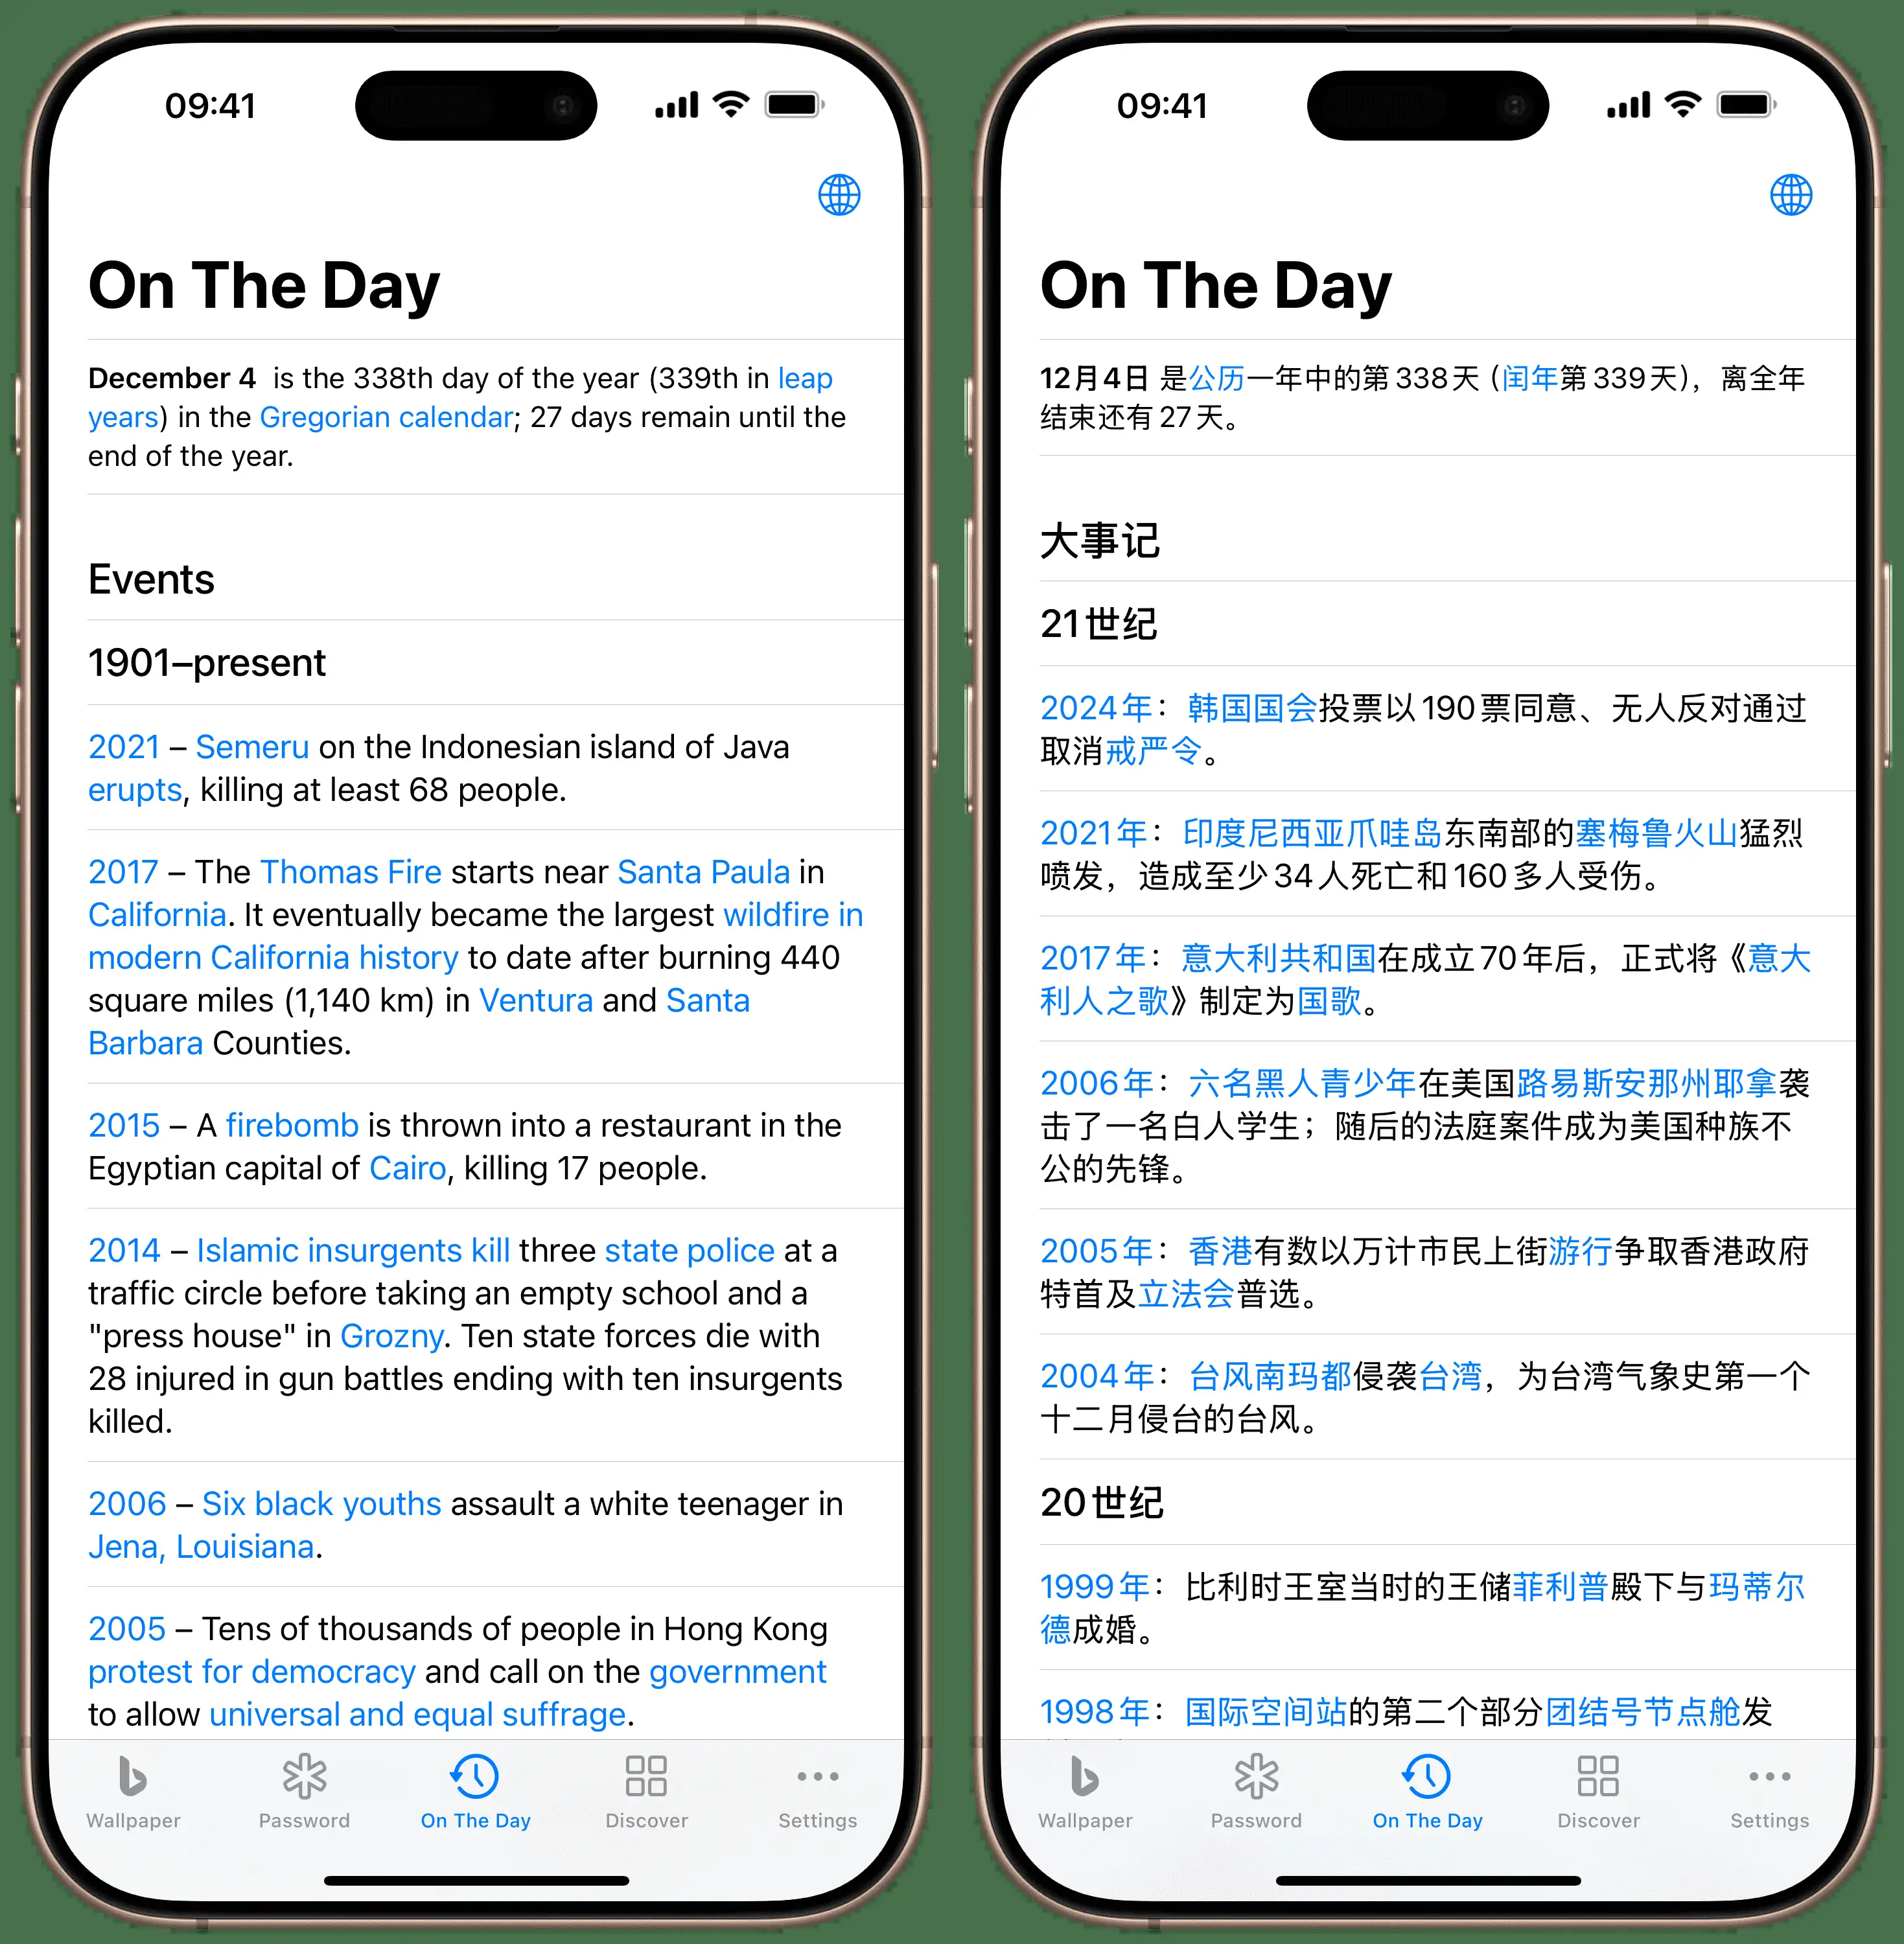 09:41
On The Day
December 4 is the 338th day of the year (339th in leap
years) in the Gregorian calendar; 27 days remain until the
end of the year.
Events
1901–present
2021 – Semeru on the Indonesian island of Java
erupts, killing at least 68 people.
2017 – The Thomas Fire starts near Santa Paula in
California. It eventually became the largest wildfire in
modern California history to date after burning 440
square miles (1,140 km) in Ventura and Santa
Barbara Counties.
2015 – A firebomb is thrown into a restaurant in the
Egyptian capital of Cairo, killing 17 people.
2014 – Islamic insurgents kill three state police at a
traffic circle before taking an empty school and a
"press house" in Grozny. Ten state forces die with
28 injured in gun battles ending with ten insurgents
killed.
2006 – Six black youths assault a white teenager in
Jena, Louisiana.
2005 – Tens of thousands of people in Hong Kong
protest for democracy and call on the government
to allow universal and equal suffrage.
Wallpaper
Password
On The Day
Discover
Settings
09:41
On The Day
12月4日 是公历一年中的第338天（闰年第339天），离全年
结束还有27天。
大事记
21世纪
2024年：韩国国会投票以190票同意、无人反对通过
取消戒严令。
2021年：印度尼西亚爪哇岛东南部的塞梅鲁火山猛烈
喷发，造成至少34人死亡和160多人受伤。
2017年：意大利共和国在成立70年后，正式将《意大
利人之歌》制定为国歌。
2006年：六名黑人青少年在美国路易斯安那州耶拿袭
击了一名白人学生；随后的法庭案件成为美国种族不
公的先锋。
2005年：香港有数以万计市民上街游行争取香港政府
特首及立法会普选。
2004年：台风南玛都侵袭台湾，为台湾气象史第一个
十二月侵台的台风。
20世纪
1999年：比利时王室当时的王储菲利普殿下与玛蒂尔
德成婚。
1998年：国际空间站的第二个部分团结号节点舱发
Wallpaper
Password
On The Day
Discover
Settings